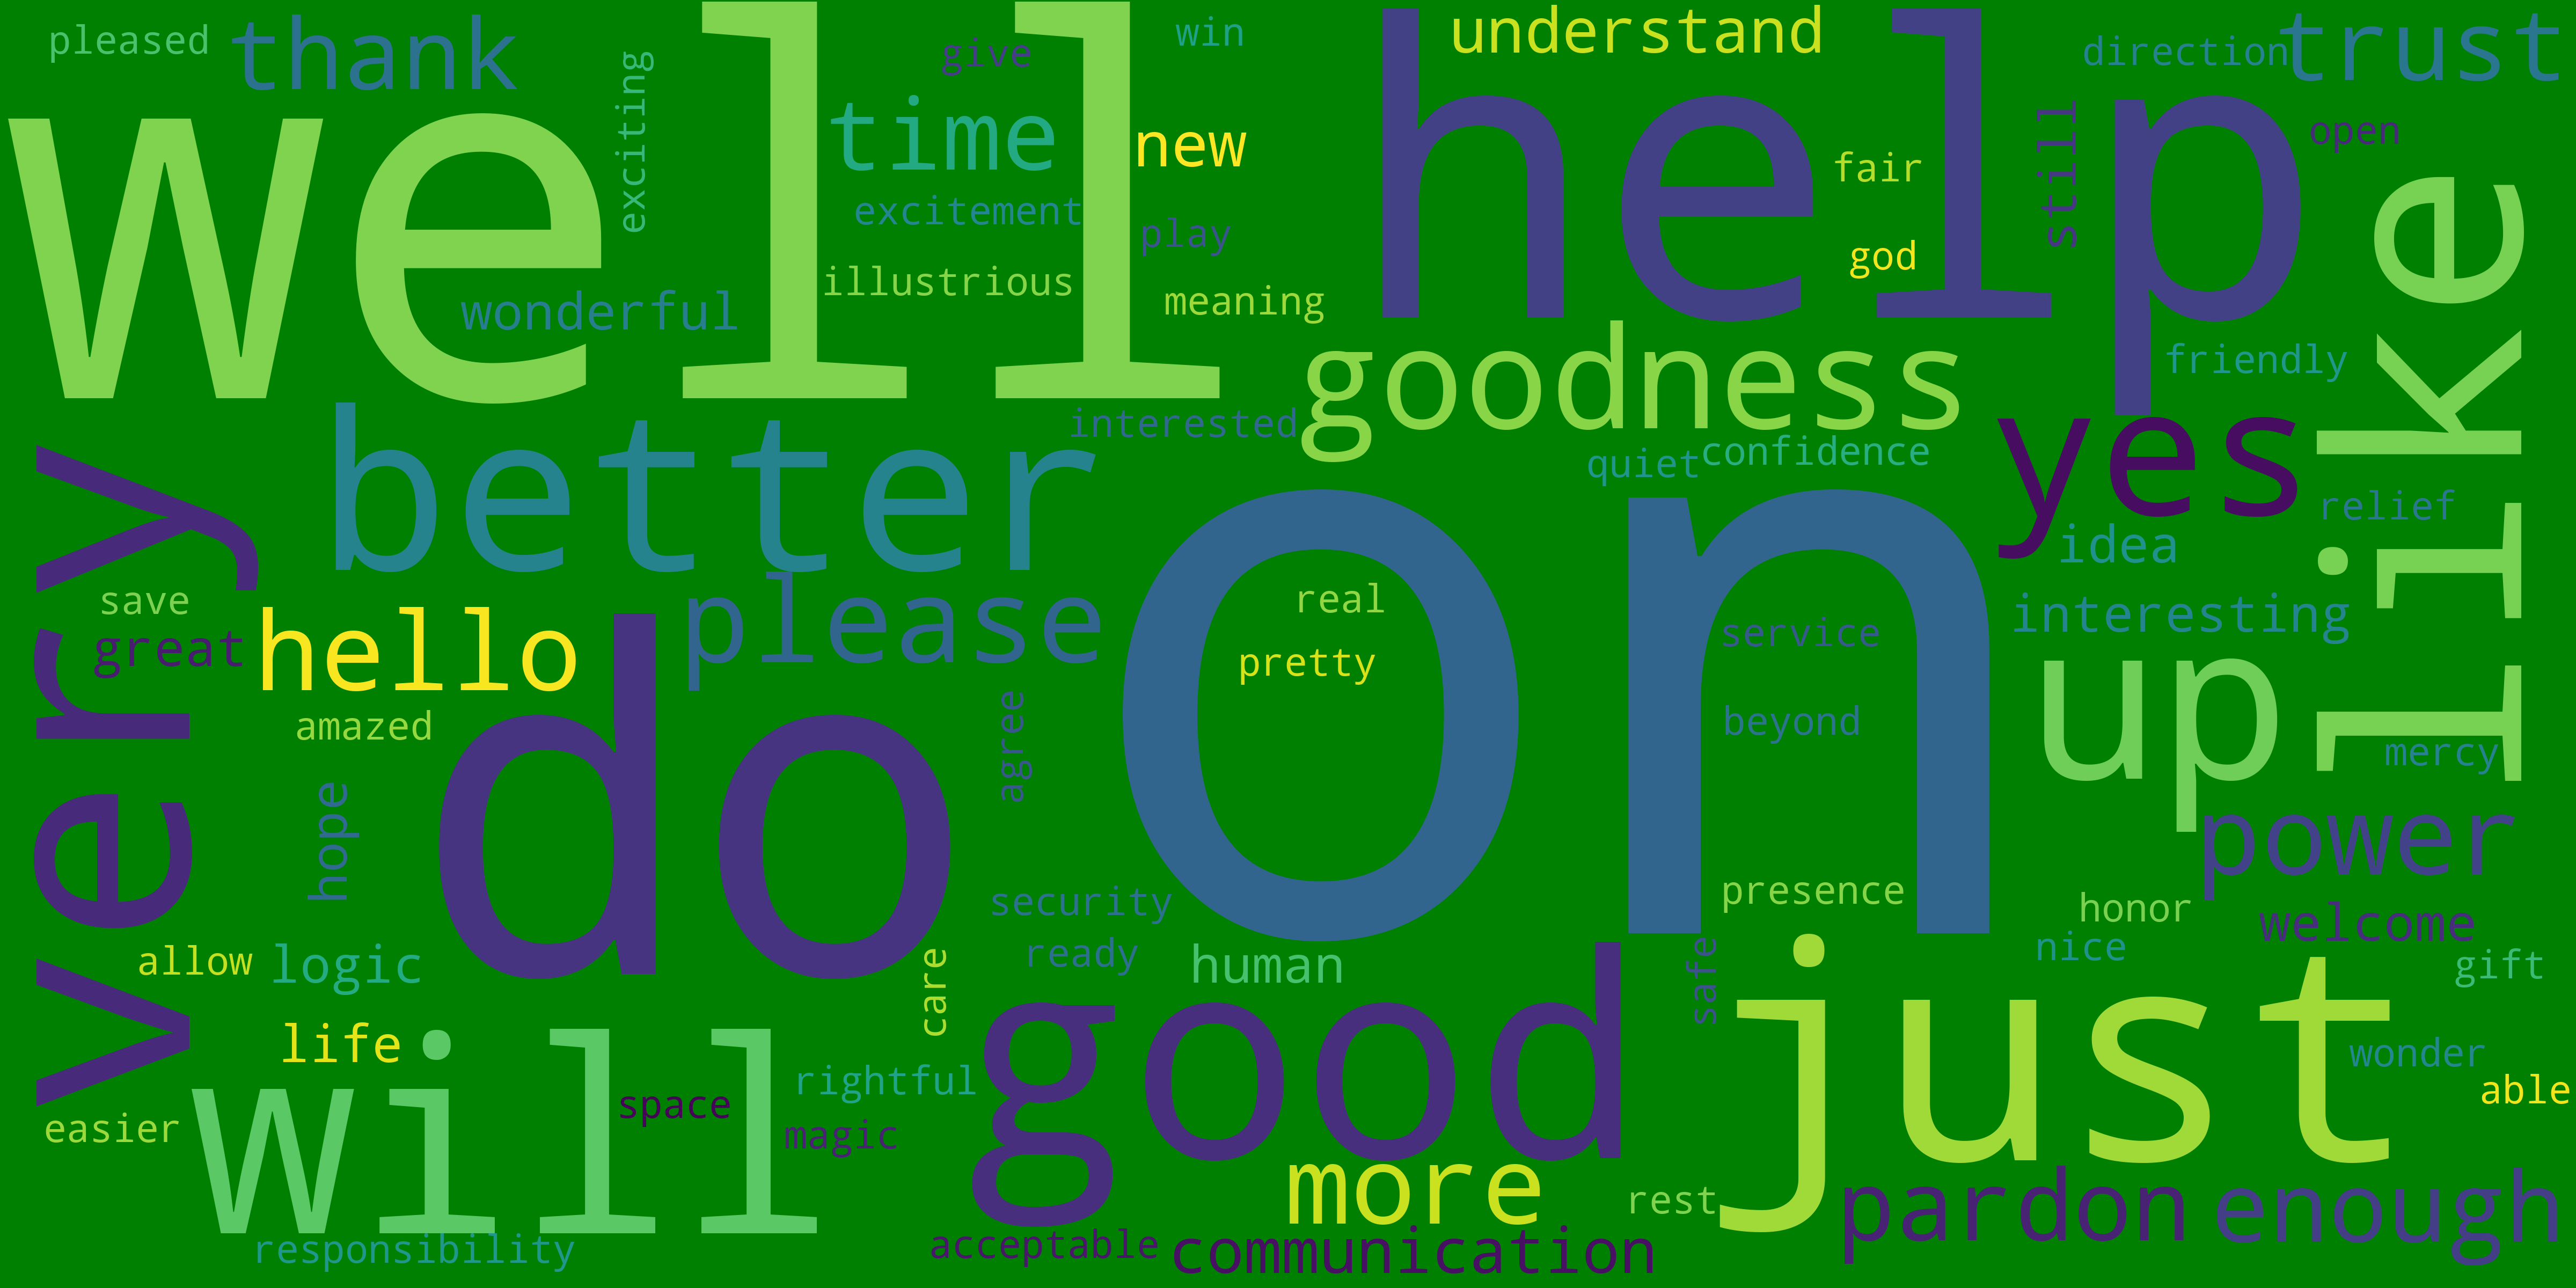 pleased
thank
exciting
well
give
win
time
new
excitement
play
illustrious
meaning
wonderful
understand
help
fair
god
still
direction
trust
open
friendly
like
goodness
interested
quiet
confidence
yes
relief
idea
interesting
up
mercy
very
better
please
save
great
hello
amazed
do
agree
hope
on
real
pretty
service
beyond
power
welcome
honor
nice
gift
security
ready
human
presence
safe
care
allow
logic
life
will
easier
space
rightful
magic
responsibility
good
just
wonder
able
more
rest
pardon
enough
acceptable
communication